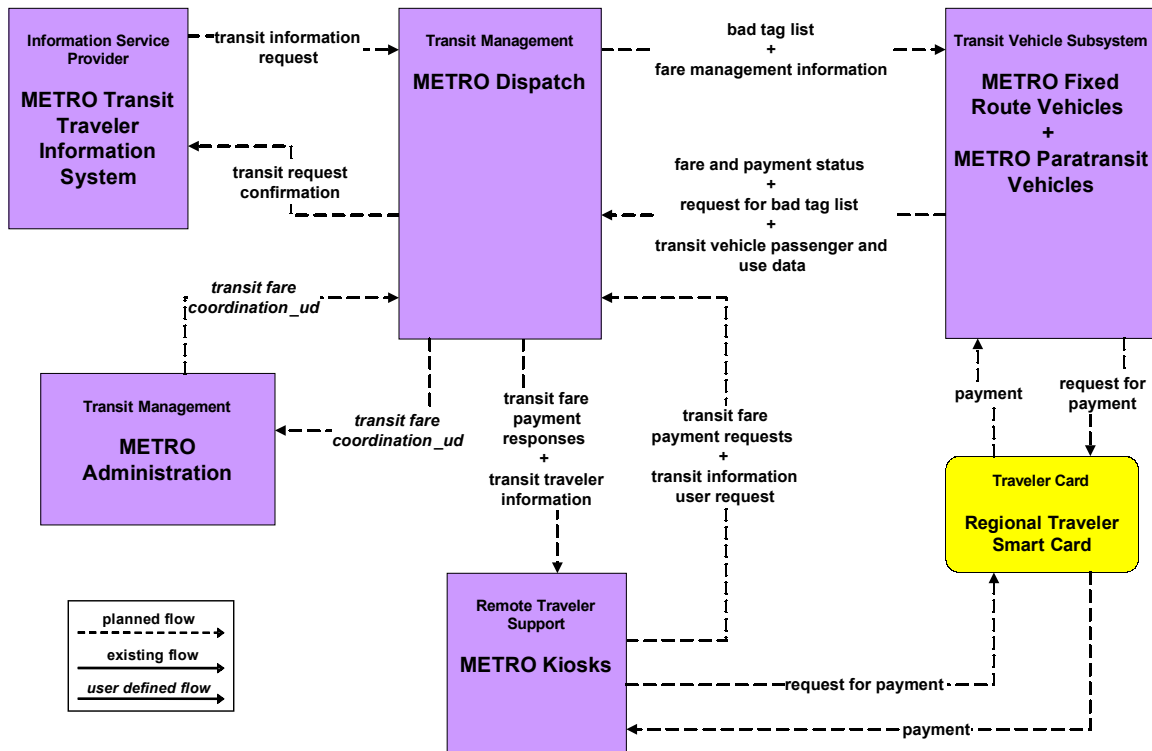 Information Service
Provider
METRO Transit
Traveler
Information
System
transit information
request
Transit Management
METRO Dispatch
bad tag list
+
fare management information
Transit Vehicle Subsystem
METRO Fixed
Route Vehicles
+
METRO Paratransit
Vehicles
transit request
confirmation
fare and payment status
+
request for bad tag list
+
transit vehicle passenger and
use data
transit fare
coordination_ud
Transit Management
METRO
Administration
transit fare
coordination_ud
transit fare
payment
responses
+
transit traveler
information
transit fare
payment requests
+
transit information
user request
payment
request for
payment
Traveler Card
Regional Traveler
Smart Card
Remote Traveler
Support
METRO Kiosks
request for payment
payment
planned flow
existing flow
user defined flow